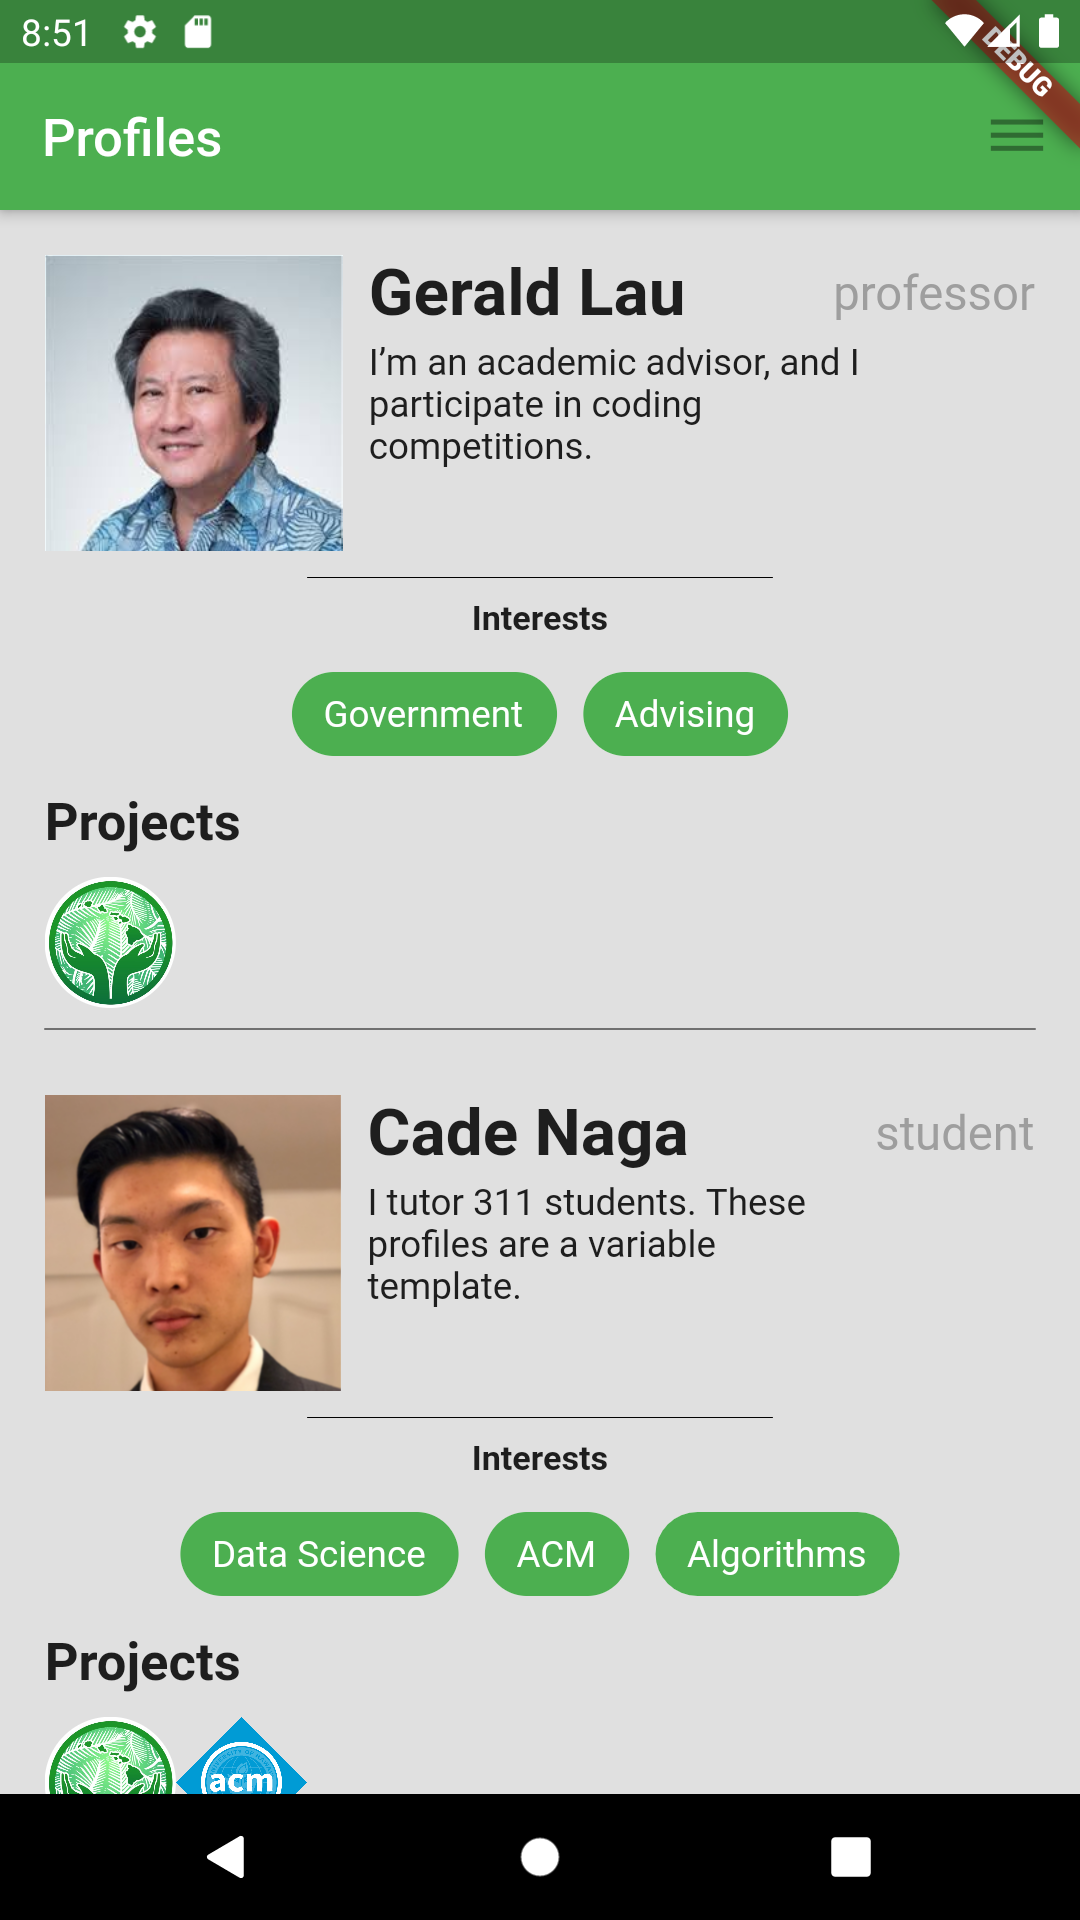 8:51
DEBUG
Profiles
Gerald Lau
professor
I’m an academic advisor, and I
participate in coding
competitions.
Interests
Government
Advising
Projects
Cade Naga
student
I tutor 311 students. These
profiles are a variable
template.
Interests
Data Science
ACM
Algorithms
Projects
acm